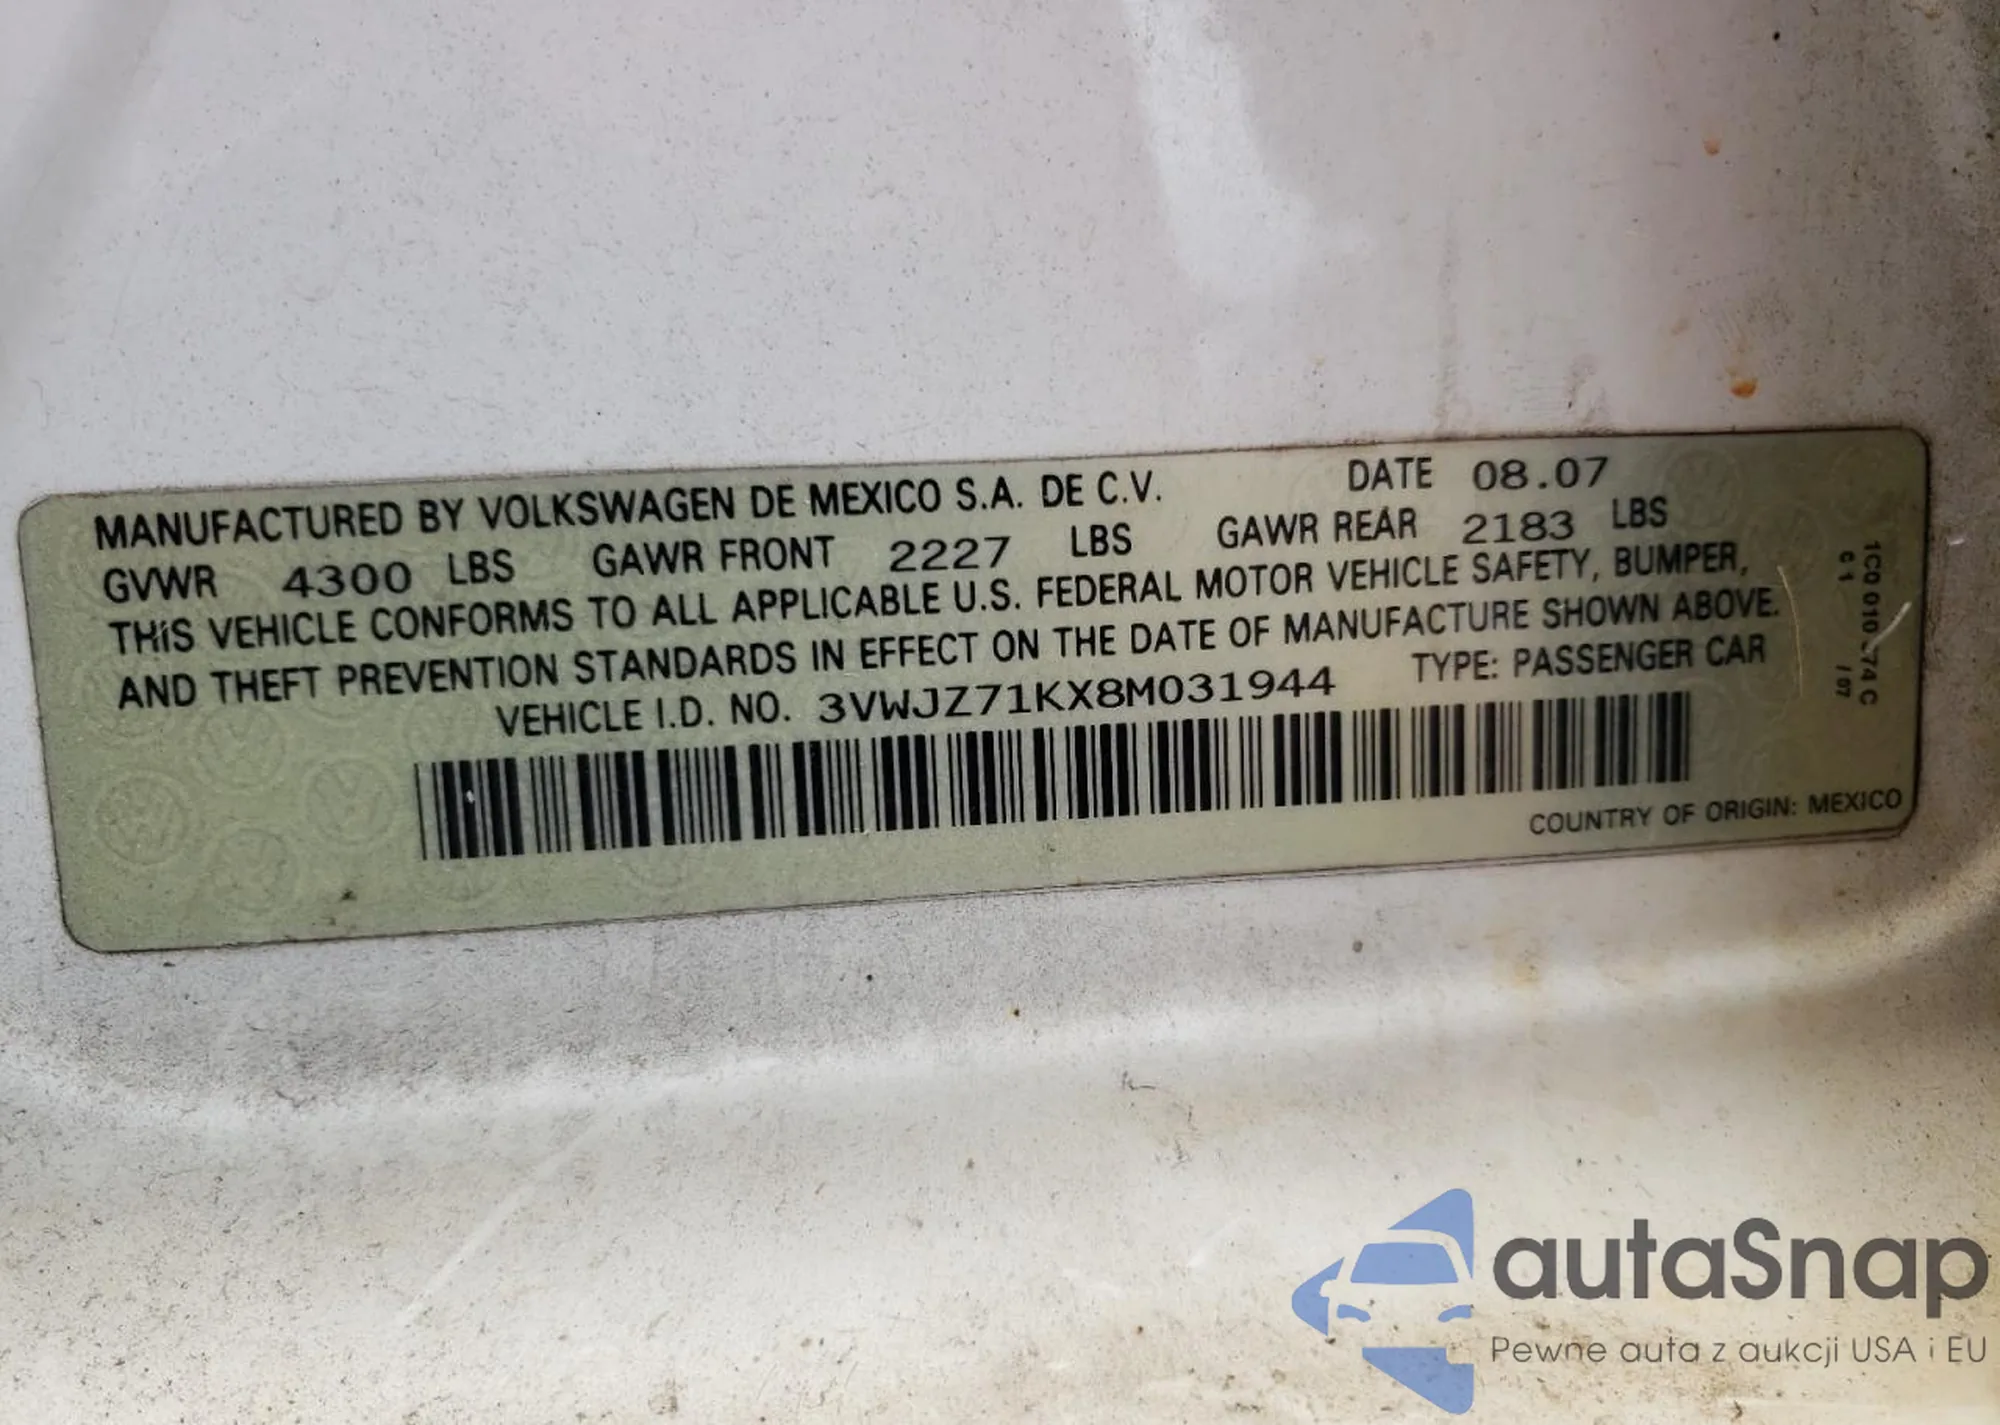 MANUFACTURED BY VOLKSWAGEN DE MEXICO S.A. DE C.V. DATE 08.07
GVWR 4300 LBS GAWR FRONT 2227 LBS GAWR REAR 2183 LBS
THIS VEHICLE CONFORMS TO ALL APPLICABLE U.S. FEDERAL MOTOR VEHICLE SAFETY, BUMPER,
AND THEFT PREVENTION STANDARDS IN EFFECT ON THE DATE OF MANUFACTURE SHOWN ABOVE.
VEHICLE I.D. NO. 3VWJZ71KX8M031944 TYPE: PASSENGER CAR
COUNTRY OF ORIGIN: MEXICO
1C0 010
autaSnap
Pewne auta z aukcji USA i EU